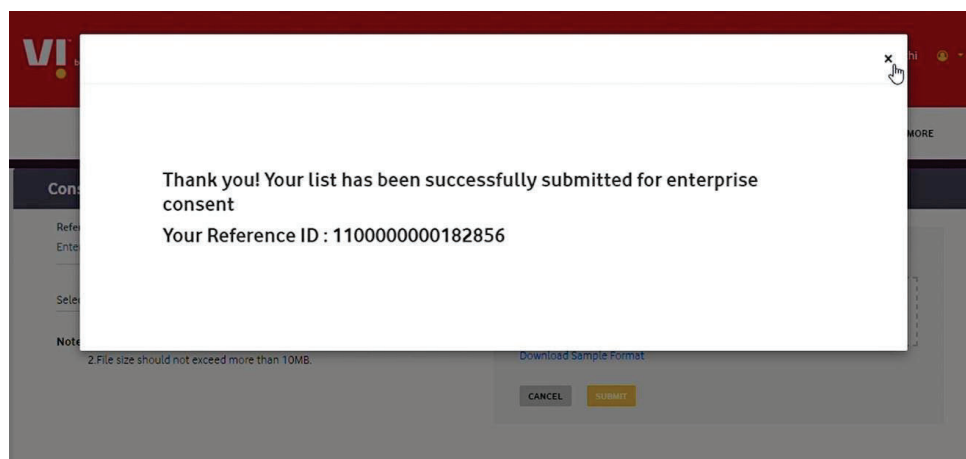 VI
hi
MORE
Thank you! Your list has been successfully submitted for enterprise
consent
Your Reference ID : 1100000000182856
Cons
Refe
Ente
Sele
Note
2.File size should not exceed more than 10MB.
Download Sample Format
CANCEL
SUBMIT